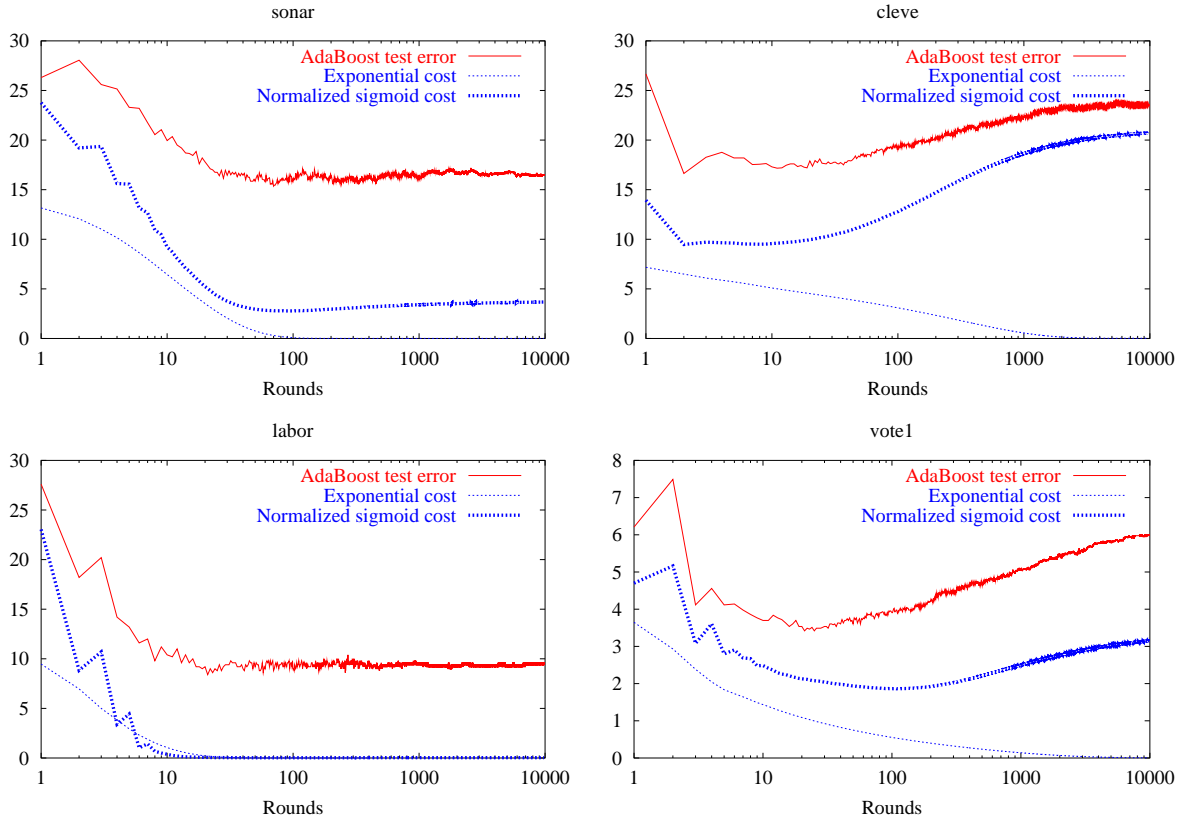 sonar
30
25
20
15
10
5
0
AdaBoost test error
Exponential cost
Normalized sigmoid cost
1 10 100 1000 10000
Rounds
cleve
30
25
20
15
10
5
0
AdaBoost test error
Exponential cost
Normalized sigmoid cost
1 10 100 1000 10000
Rounds
labor
30
25
20
15
10
5
0
AdaBoost test error
Exponential cost
Normalized sigmoid cost
1 10 100 1000 10000
Rounds
vote1
8
7
6
5
4
3
2
1
0
AdaBoost test error
Exponential cost
Normalized sigmoid cost
1 10 100 1000 10000
Rounds